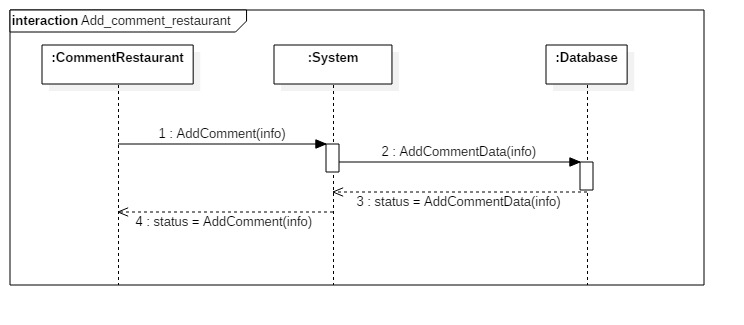 interaction Add_comment_restaurant
:CommentRestaurant
:System
:Database
1 : AddComment(info)
2 : AddCommentData(info)
3 : status = AddCommentData(info)
4 : status = AddComment(info)